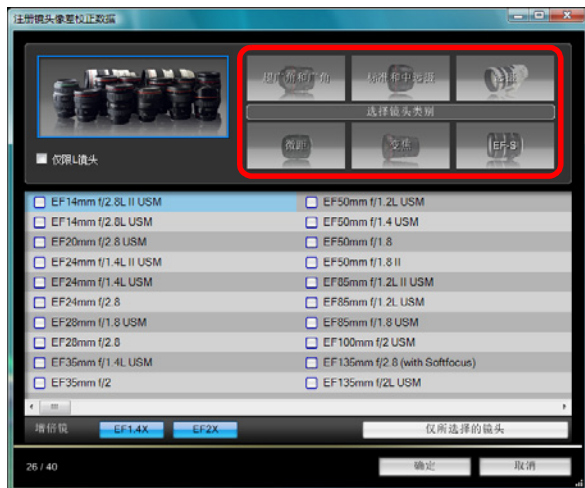 注册镜头像差校正数据
超广角和广角 标准和中远摄 远摄
选择镜头类别
微距 变焦 EF-S
仅限L镜头
EF14mm f/2.8L II USM EF50mm f/1.2L USM
EF14mm f/2.8L USM EF50mm f/1.4 USM
EF20mm f/2.8 USM EF50mm f/1.8
EF24mm f/1.4L II USM EF50mm f/1.8 II
EF24mm f/1.4L USM EF85mm f/1.2L II USM
EF24mm f/2.8 EF85mm f/1.2L USM
EF28mm f/1.8 USM EF85mm f/1.8 USM
EF28mm f/2.8 EF100mm f/2 USM
EF35mm f/1.4L USM EF135mm f/2.8 (with Softfocus)
EF35mm f/2 EF135mm f/2L USM
增倍镜 EF1.4X EF2X 仅所选择的镜头
26 / 40 确定 取消